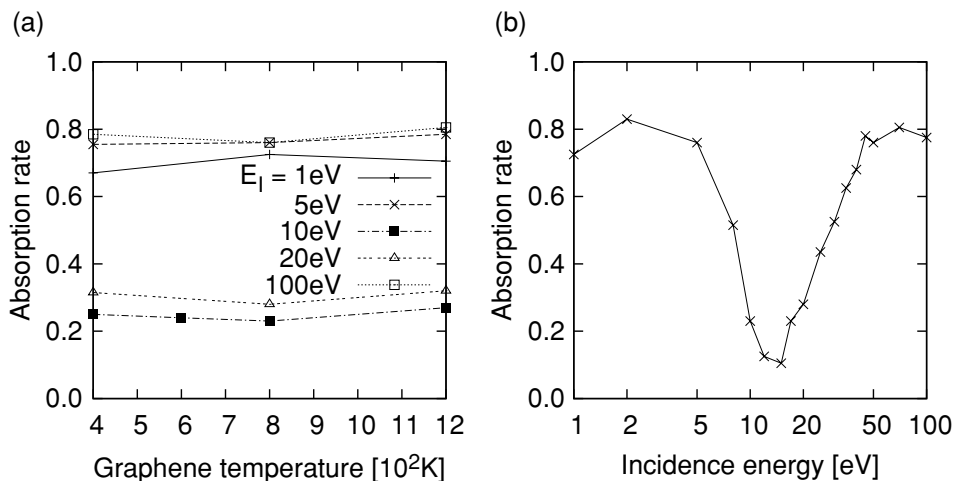 (a)
Absorption rate
1.0
0.8
0.6
0.4
0.2
0.0
E_I = 1eV
5eV
10eV
20eV
100eV
4 5 6 7 8 9 10 11 12
Graphene temperature [10²K]
(b)
Absorption rate
1.0
0.8
0.6
0.4
0.2
0.0
1 2 5 10 20 50 100
Incidence energy [eV]